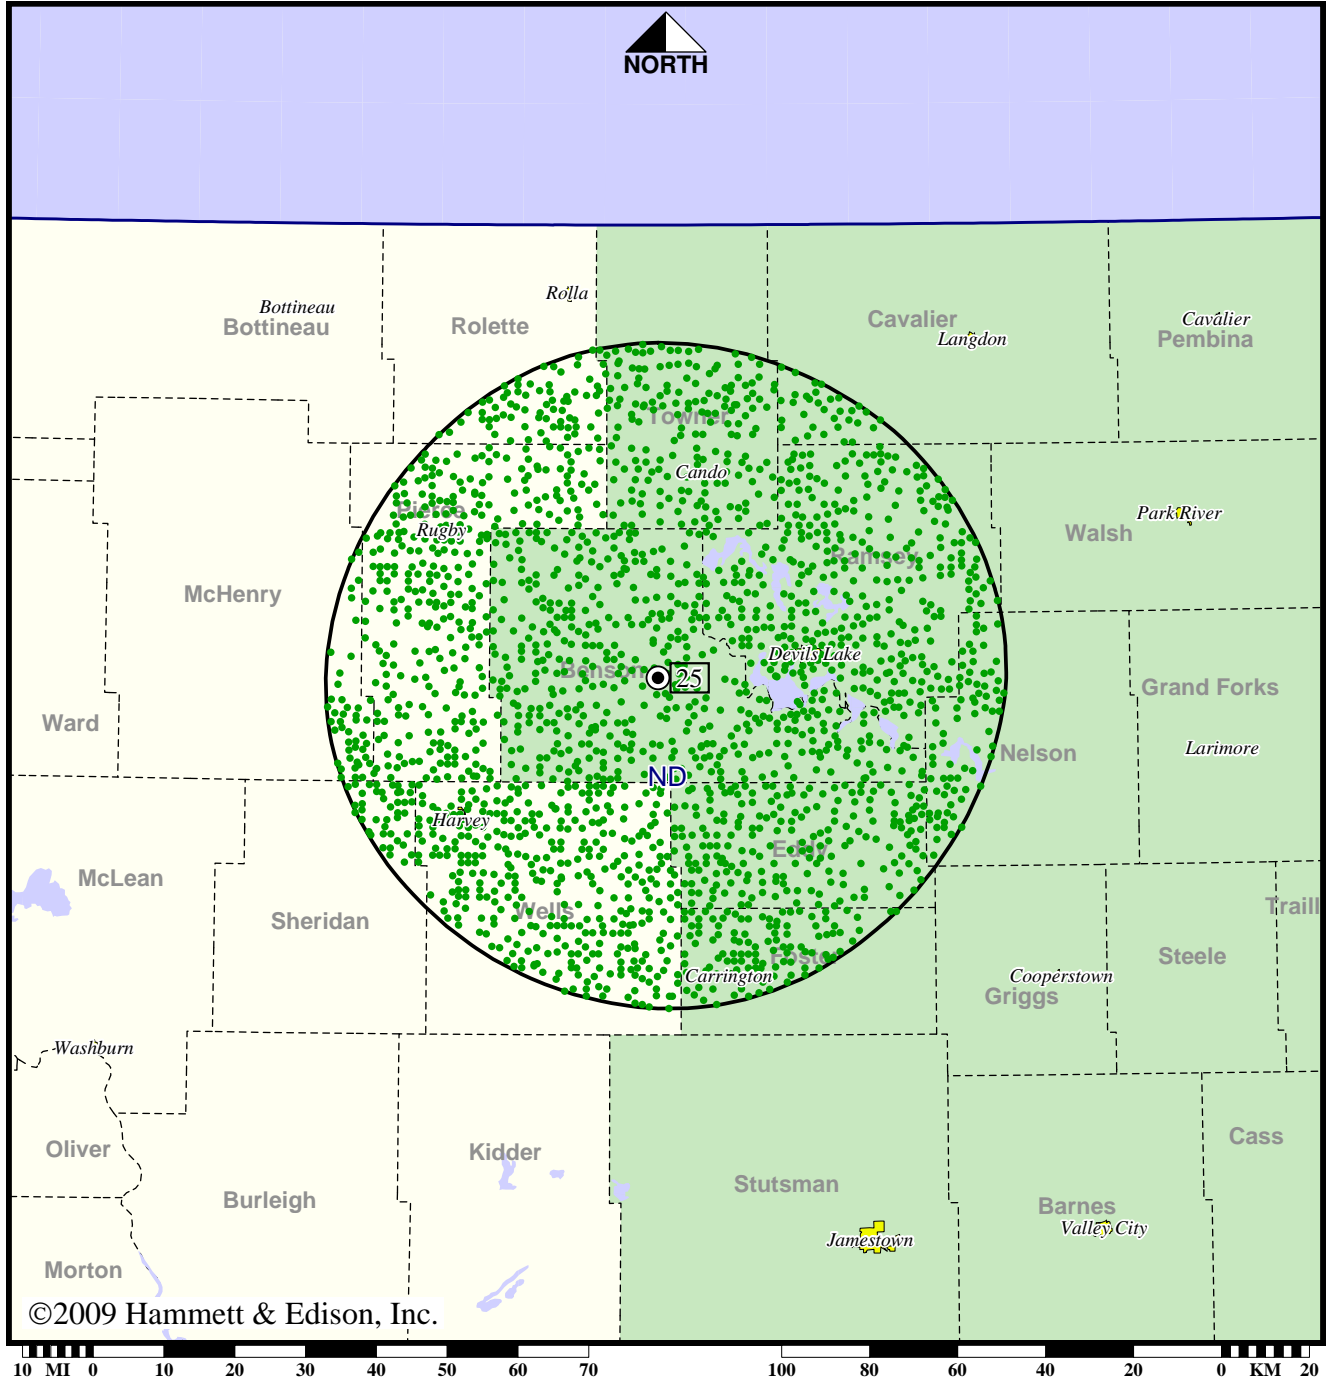 NORTH
Rolla
Bottineau
Bottineau
Rolette
Cavalier
Langdon
Cavalier
Pembina
Towner
Cando
Pierce
Rugby
Park River
Walsh
Ramsey
McHenry
Devils Lake
Benson
25
Grand Forks
Ward
Nelson
Larimore
ND
Harvey
Eddy
McLean
Sheridan
Wells
Traill
Foster
Steele
Carrington
Cooperstown
Griggs
Washburn
Oliver
Kidder
Cass
Burleigh
Stutsman
Barnes
Valley City
Jamestown
Morton
©2009 Hammett & Edison, Inc.
10 MI 0 10 20 30 40 50 60 70 100 80 60 40 20 0 KM 20